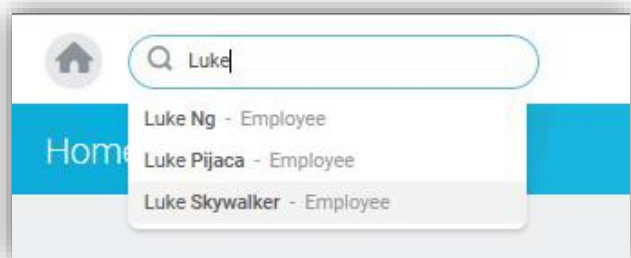 Luke
Luke Ng - Employee
Home
Luke Pijaca - Employee
Luke Skywalker - Employee